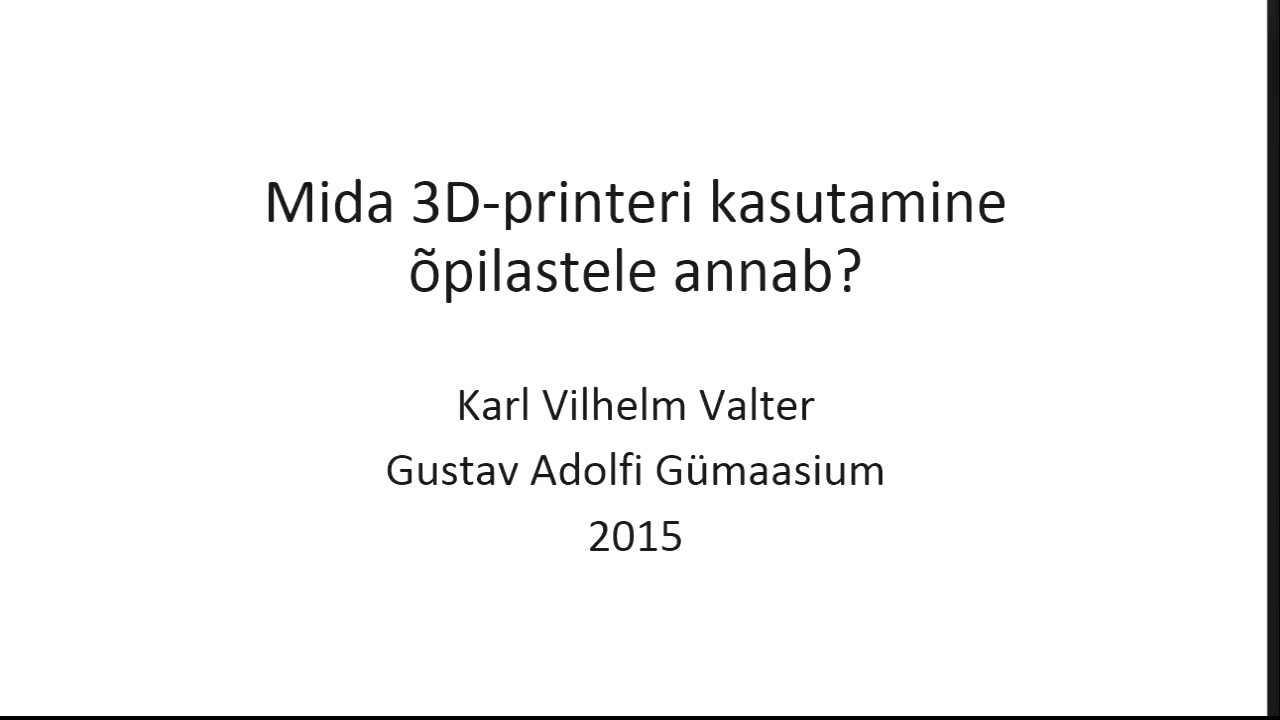 Mida 3D-printeri kasutamine
õpilastele annab?
Karl Vilhelm Valter
Gustav Adolfi Gümaasium
2015